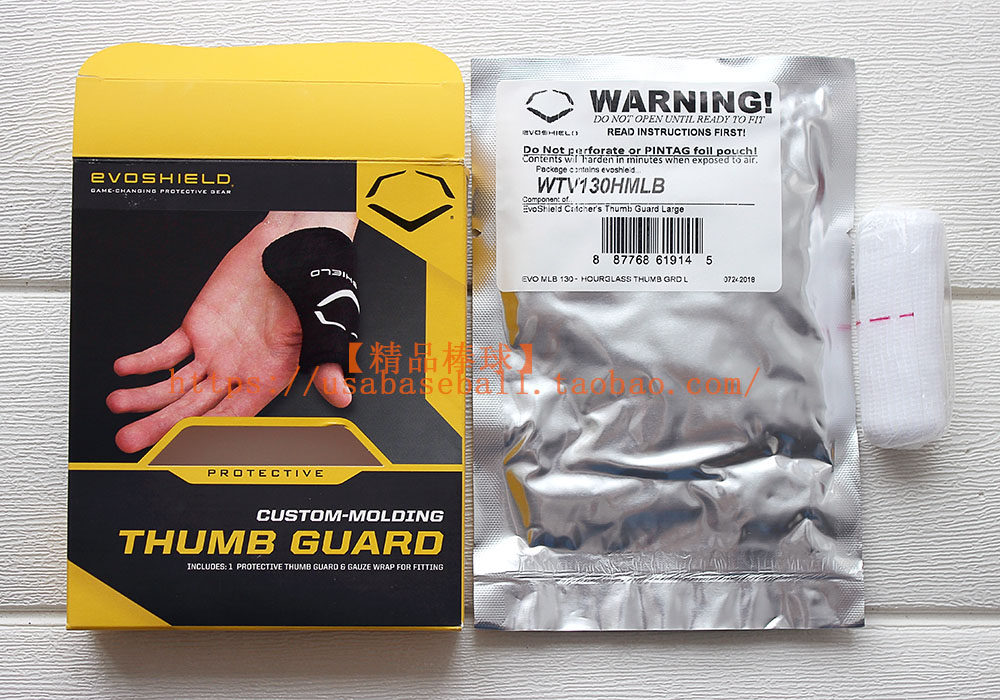 EVOSHIELD
GAME-CHANGING PROTECTIVE GEAR
SHIELD
PROTECTIVE
CUSTOM-MOLDING
THUMB GUARD
INCLUDES: 1 PROTECTIVE THUMB GUARD & GAUZE WRAP FOR FITTING
EVOSHIELD
WARNING!
DO NOT OPEN UNTIL READY TO FIT
READ INSTRUCTIONS FIRST!
Do Not perforate or PINTAG foil pouch!
Contents will harden in minutes when exposed to air.
Package contains evoshield...
WTV130HMLB
Component of..
EvoShield Catcher's Thumb Guard Large
8 87768 61914 5
EVO MLB 130 - HOURGLASS THUMB GRD L 07242018
【精品棒球】
https://usabaseball.taobao.com/